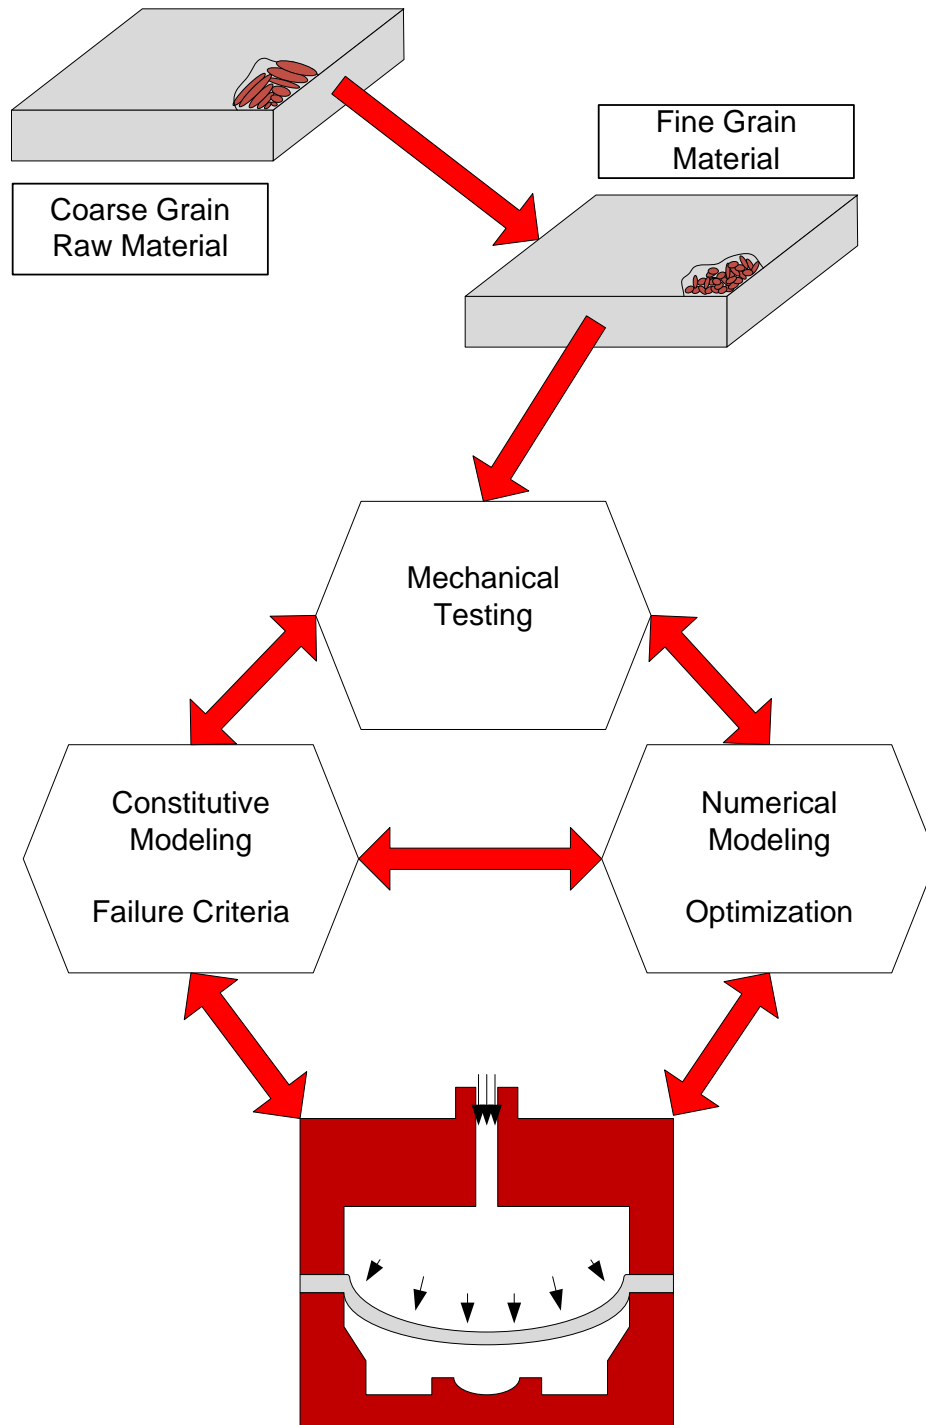 Coarse Grain
Raw Material
Fine Grain
Material
Mechanical
Testing
Constitutive
Modeling
Failure Criteria
Numerical
Modeling
Optimization